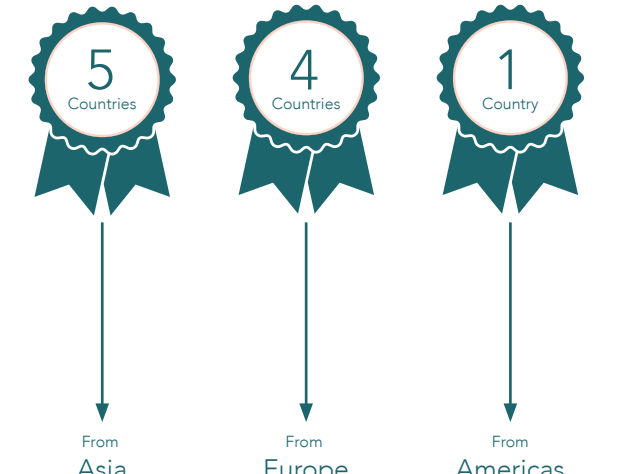 5
Countries
From
Asia
4
Countries
From
Europe
1
Country
From
Americas